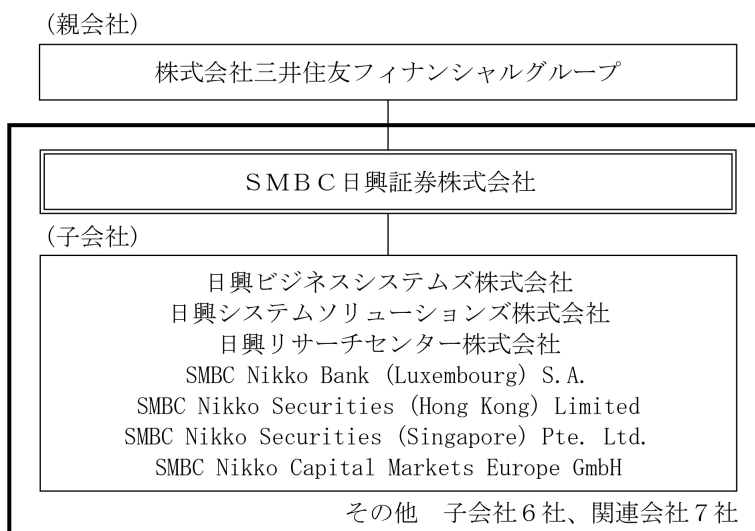 (親会社)
株式会社三井住友フィナンシャルグループ
ＳＭＢＣ日興証券株式会社
(子会社)
日興ビジネスシステムズ株式会社
日興システムソリューションズ株式会社
日興リサーチセンター株式会社
SMBC Nikko Bank (Luxembourg) S.A.
SMBC Nikko Securities (Hong Kong) Limited
SMBC Nikko Securities (Singapore) Pte. Ltd.
SMBC Nikko Capital Markets Europe GmbH
その他　子会社６社、関連会社７社